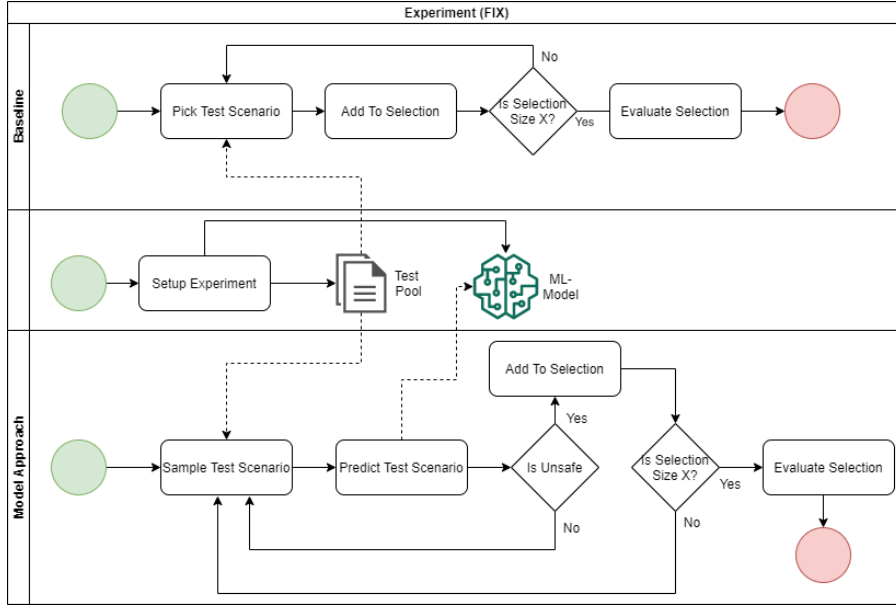 Experiment (FIX)
Baseline
Pick Test Scenario
Add To Selection
Is Selection
Size X?
No
Yes
Evaluate Selection
Setup Experiment
Test
Pool
ML-
Model
Model Approach
Sample Test Scenario
Predict Test Scenario
Is Unsafe
Yes
No
Add To Selection
Is Selection
Size X?
Yes
No
Evaluate Selection